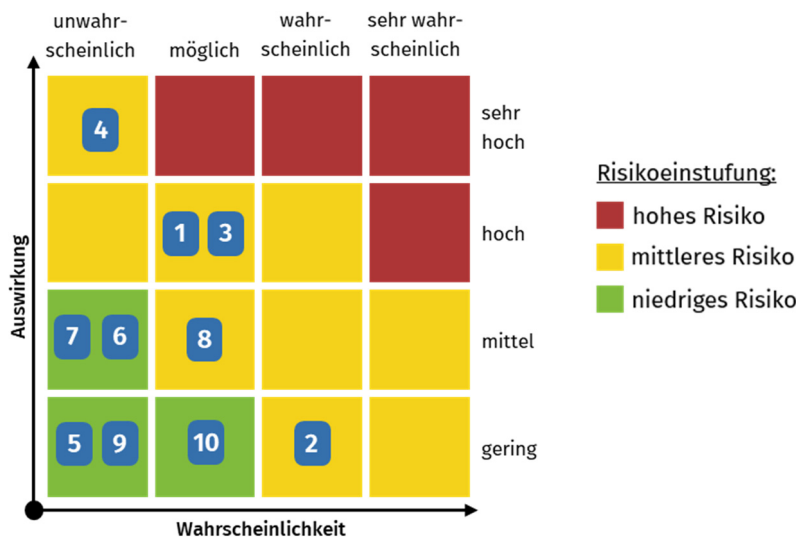 unwahr-
scheinlich
möglich
wahr-
scheinlich
sehr wahr-
scheinlich
4
sehr
hoch
1 3
hoch
7 6
8
mittel
5 9
10
2
gering
Auswirkung
Wahrscheinlichkeit
Risikoeinstufung:
hohes Risiko
mittleres Risiko
niedriges Risiko